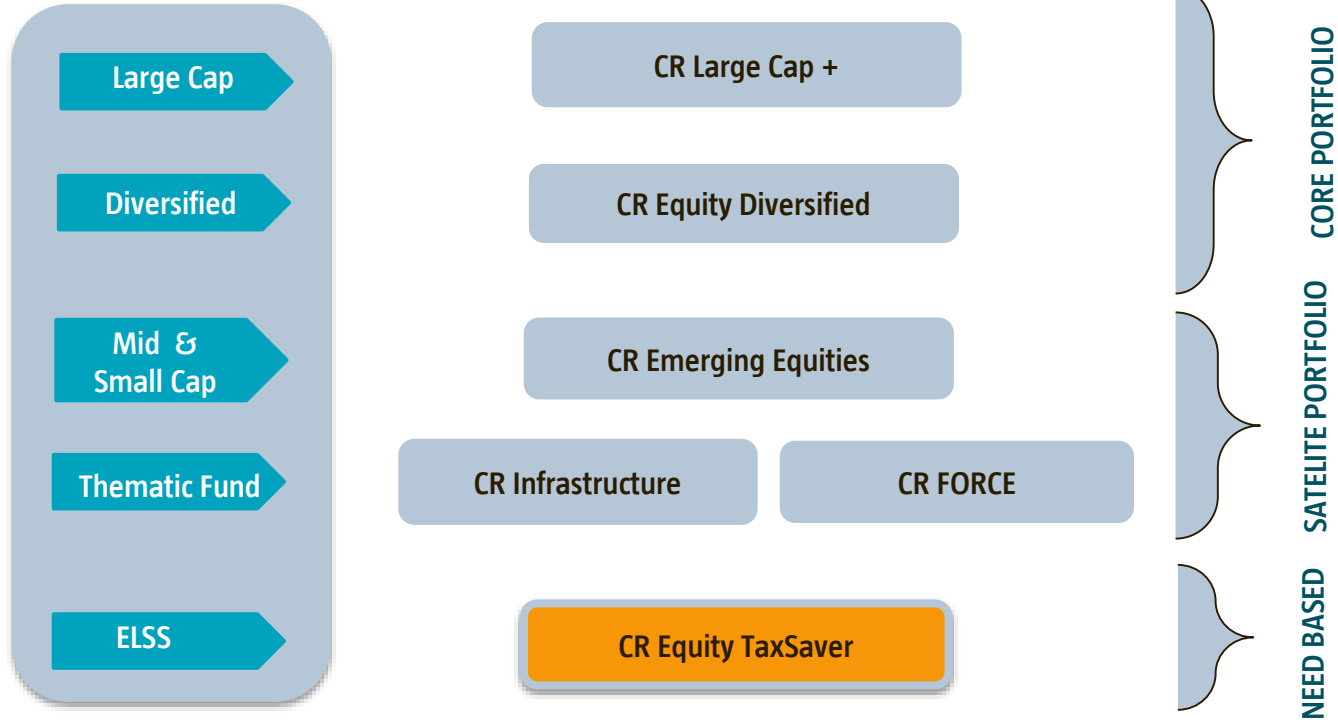 Large Cap
CR Large Cap +
Diversified
CR Equity Diversified
CORE PORTFOLIO
Mid &
Small Cap
CR Emerging Equities
Thematic Fund
CR Infrastructure
CR FORCE
SATELITE PORTFOLIO
ELSS
CR Equity TaxSaver
NEED BASED